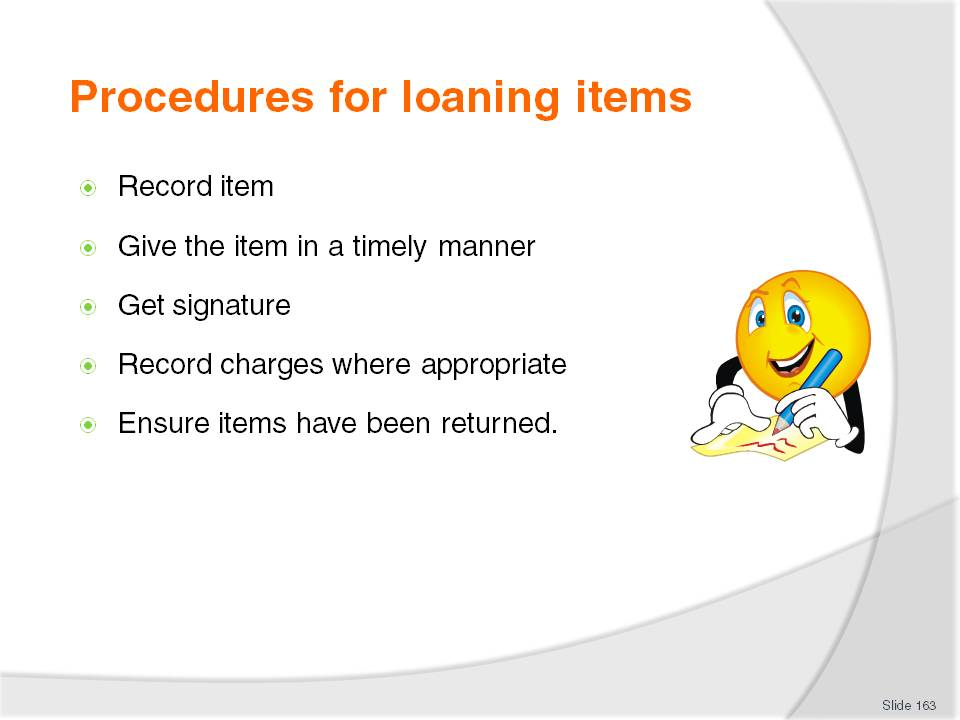 Procedures for loaning items
Record item
Give the item in a timely manner
Get signature
Record charges where appropriate
Ensure items have been returned.
Slide 163